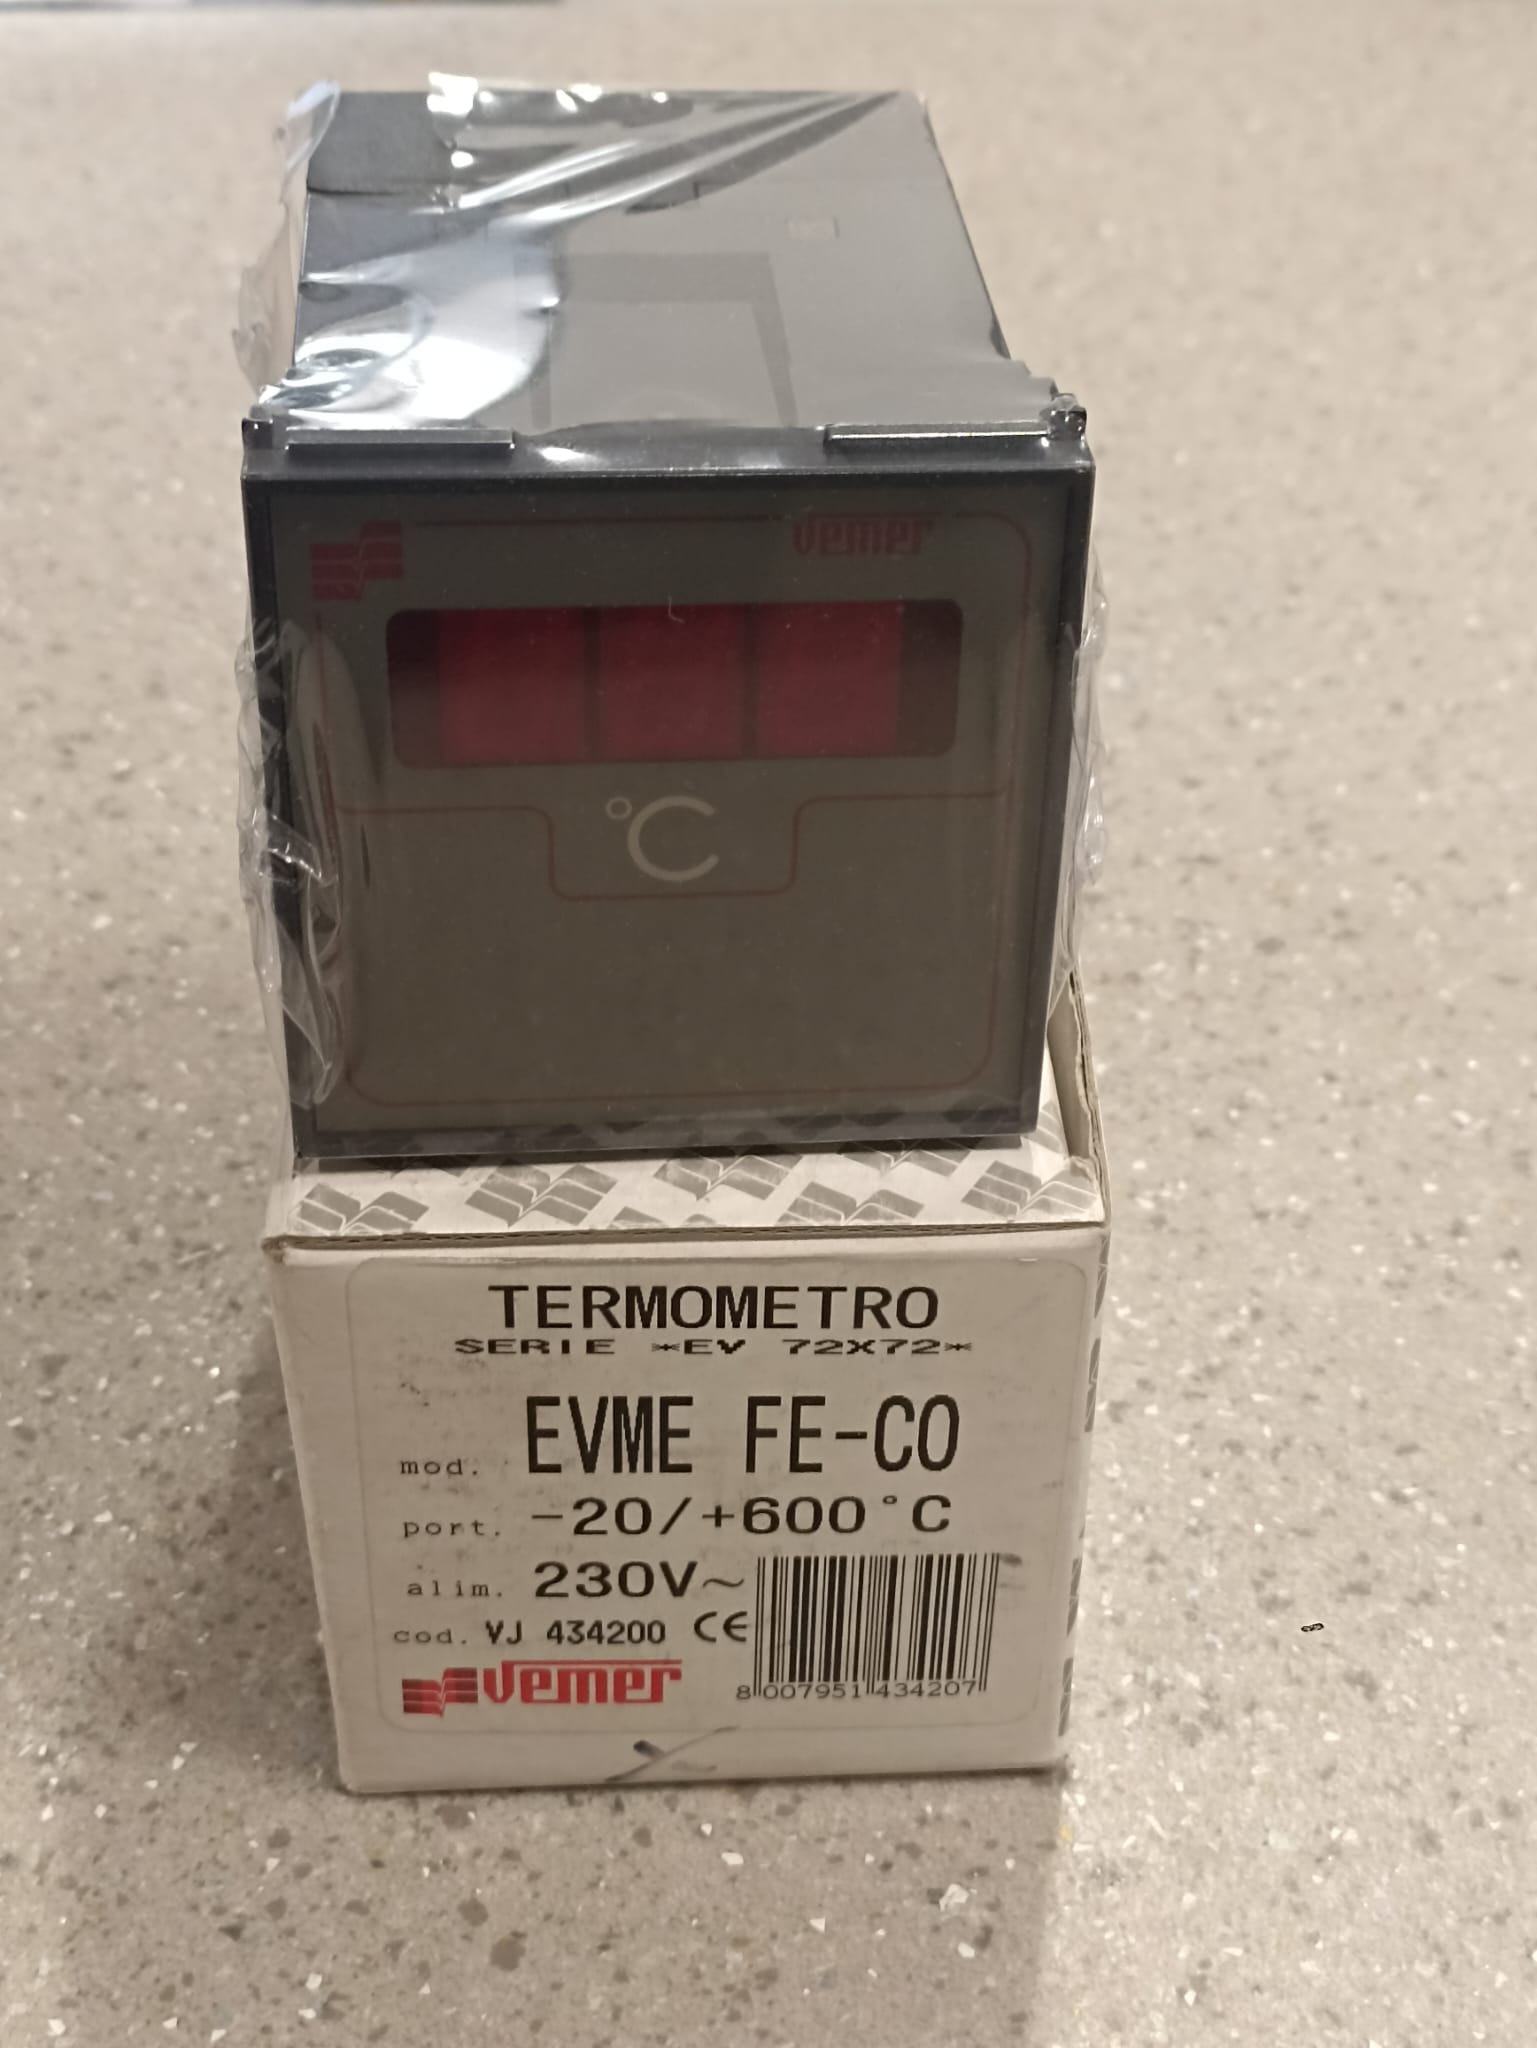 vemer
°C
TERMOMETRO
SERIE *EV 72X72*
mod. EVME FE-CO
port. -20/+600°C
alim. 230V~
cod. VJ 434200 CE
vemer
8 007951 434207